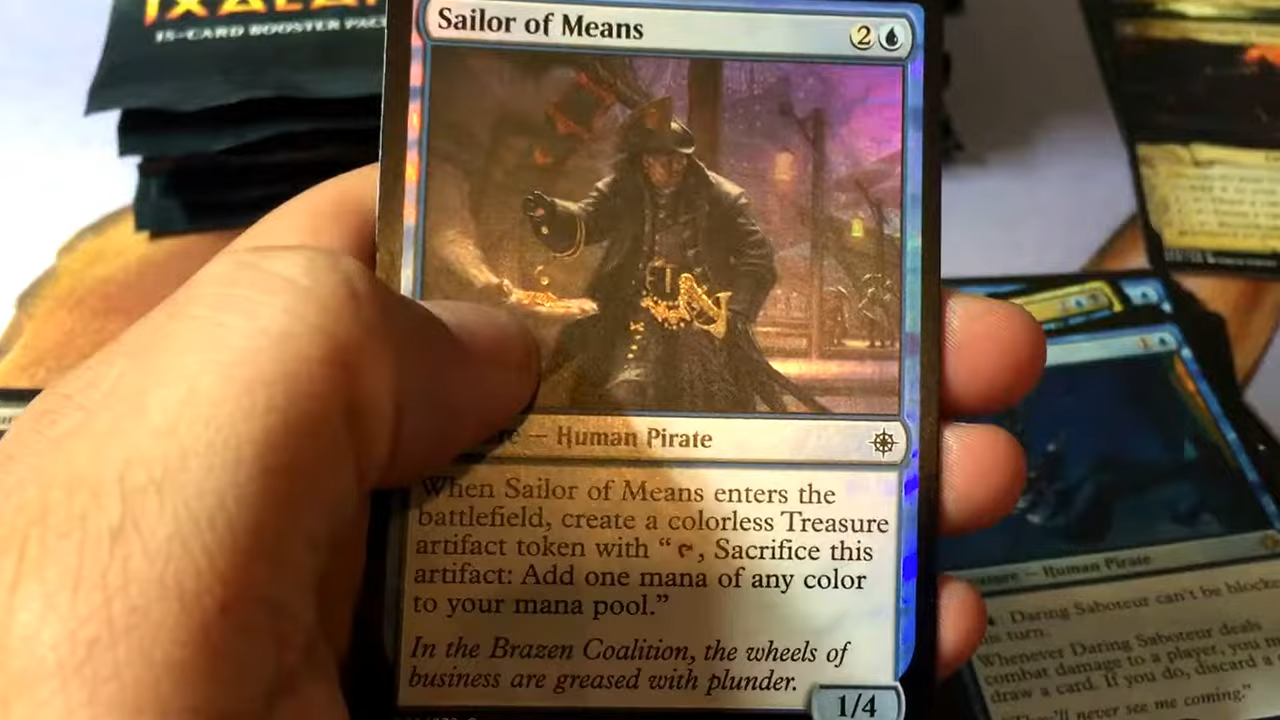 15-CARD BOOSTER PACK
Sailor of Means
2
— Human Pirate
When Sailor of Means enters the
battlefield, create a colorless Treasure
artifact token with “ , Sacrifice this
artifact: Add one mana of any color
to your mana pool.”
In the Brazen Coalition, the wheels of
business are greased with plunder.
1/4
— Human Pirate
Daring Saboteur can't be
turn.
Whenever Daring Saboteur deals
combat damage to a player, you
draw a card. If you do, discard a
never see me coming."